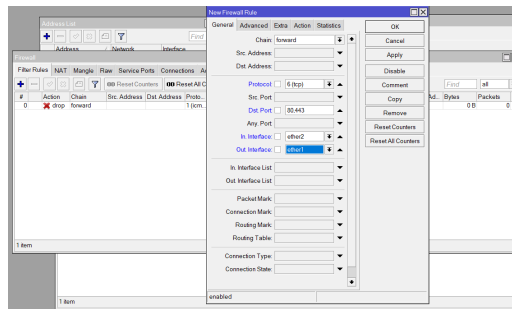 Address List
Find
Address Network Interface
Firewall
Filter Rules NAT Mangle Raw Service Ports Connections
Reset Counters Reset All
Find all
# Action Chain Src. Address Dst. Address Proto... Bytes Packets
0 drop forward 1 (icm... 0 B 0
1 item
1 item
New Firewall Rule
General Advanced Extra Action Statistics
Chain: forward
Src. Address:
Dst. Address:
Protocol: 6 (tcp)
Src. Port:
Dst. Port: 80,443
Any. Port:
In. Interface: ether2
Out. Interface: ether1
In. Interface List:
Out. Interface List:
Packet Mark:
Connection Mark:
Routing Mark:
Routing Table:
Connection Type:
Connection State:
enabled
OK
Cancel
Apply
Disable
Comment
Copy
Remove
Reset Counters
Reset All Counters